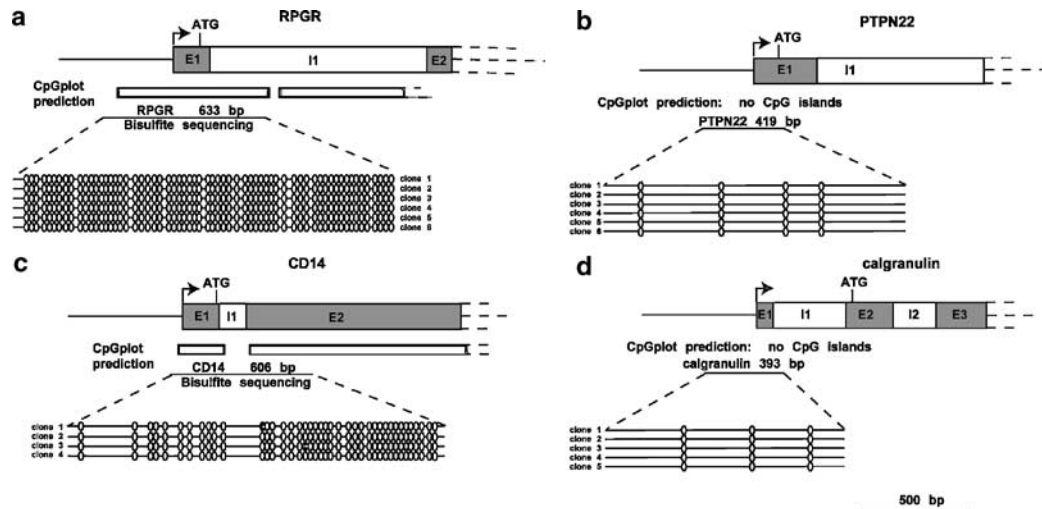 a
RPGR
ATG
E1 I1 E2
CpGplot
prediction
RPGR 633 bp
Bisulfite sequencing
clone 1
clone 2
clone 3
clone 4
clone 5
clone 6
b
PTPN22
ATG
E1 I1
CpGplot prediction: no CpG islands
PTPN22 419 bp
clone 1
clone 2
clone 3
clone 4
clone 5
clone 6
c
CD14
ATG
E1 I1 E2
CpGplot
prediction
CD14 606 bp
Bisulfite sequencing
clone 1
clone 2
clone 3
clone 4
d
calgranulin
ATG
E1 I1 E2 I2 E3
CpGplot prediction: no CpG islands
calgranulin 393 bp
clone 1
clone 2
clone 3
clone 4
clone 5
500 bp